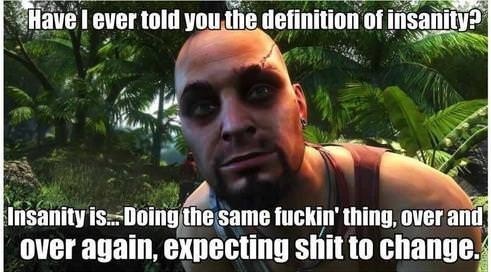 Have I ever told you the definition of insanity?
Insanity is... Doing the same fuckin' thing, over and
over again, expecting shit to change.